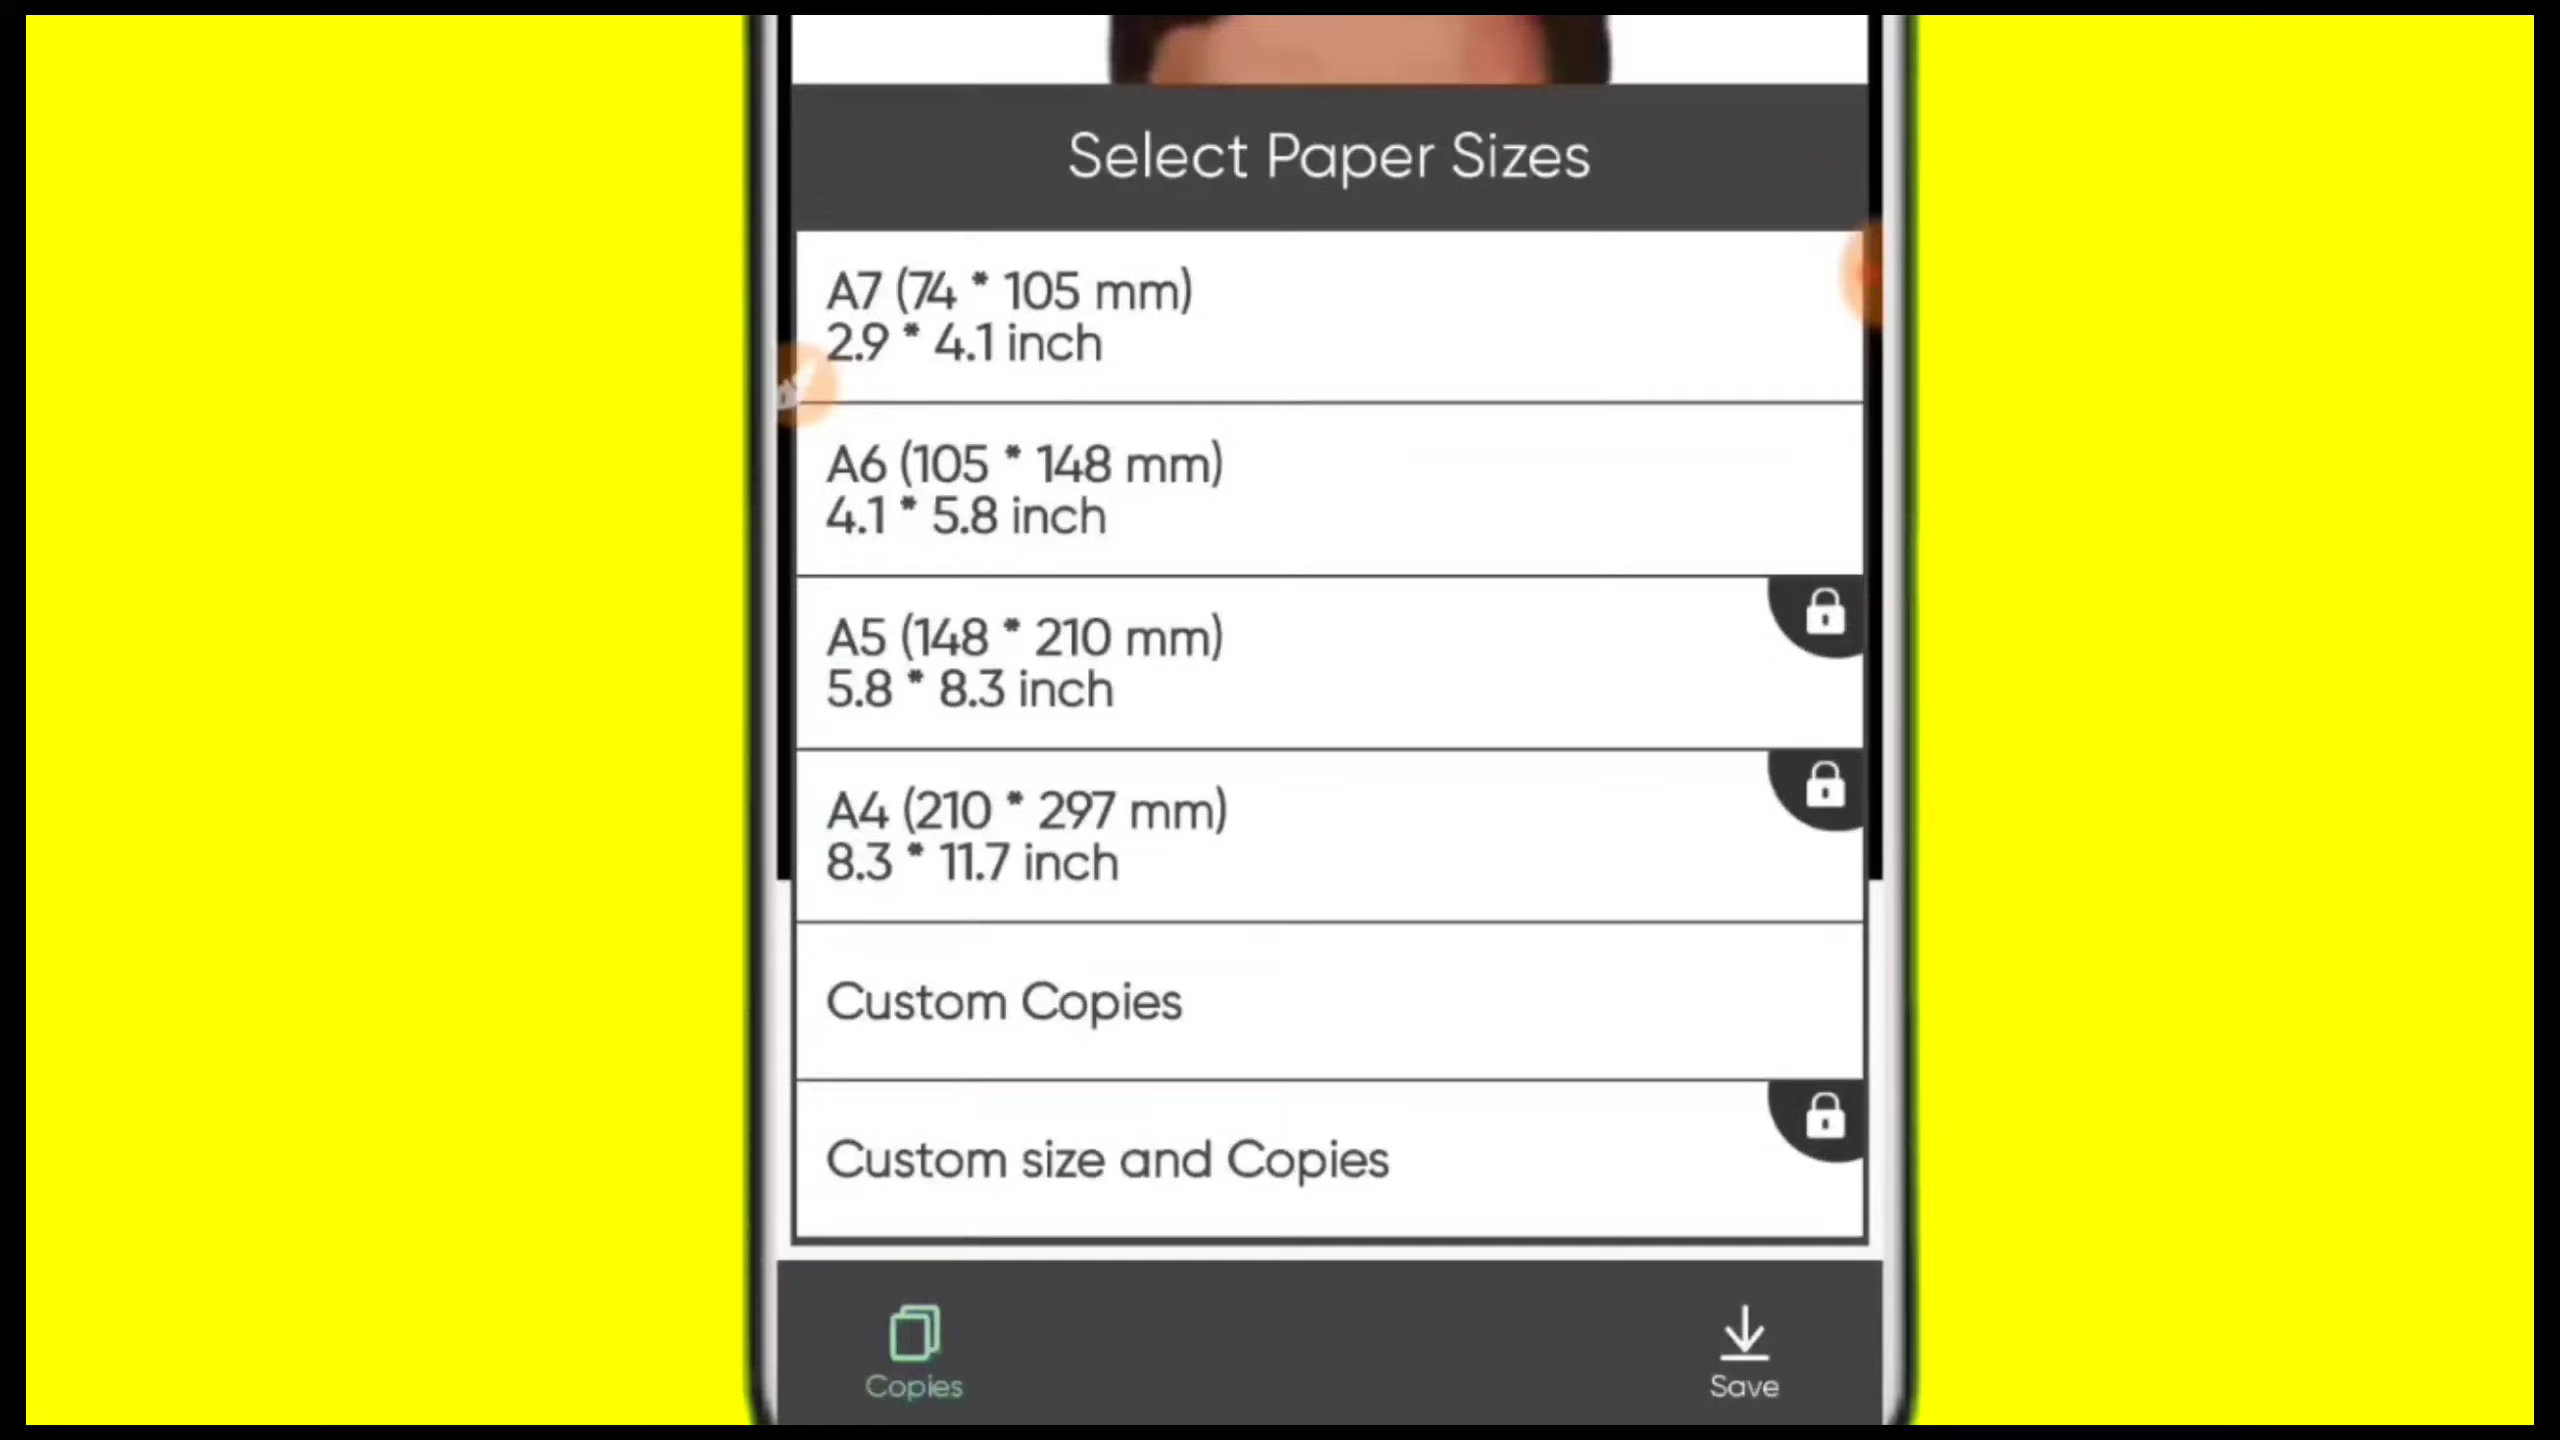 Select Paper Sizes
A7 (74 * 105 mm)
2.9 * 4.1 inch
A6 (105 * 148 mm)
4.1 * 5.8 inch
A5 (148 * 210 mm)
5.8 * 8.3 inch
A4 (210 * 297 mm)
8.3 * 11.7 inch
Custom Copies
Custom size and Copies
Copies
Save